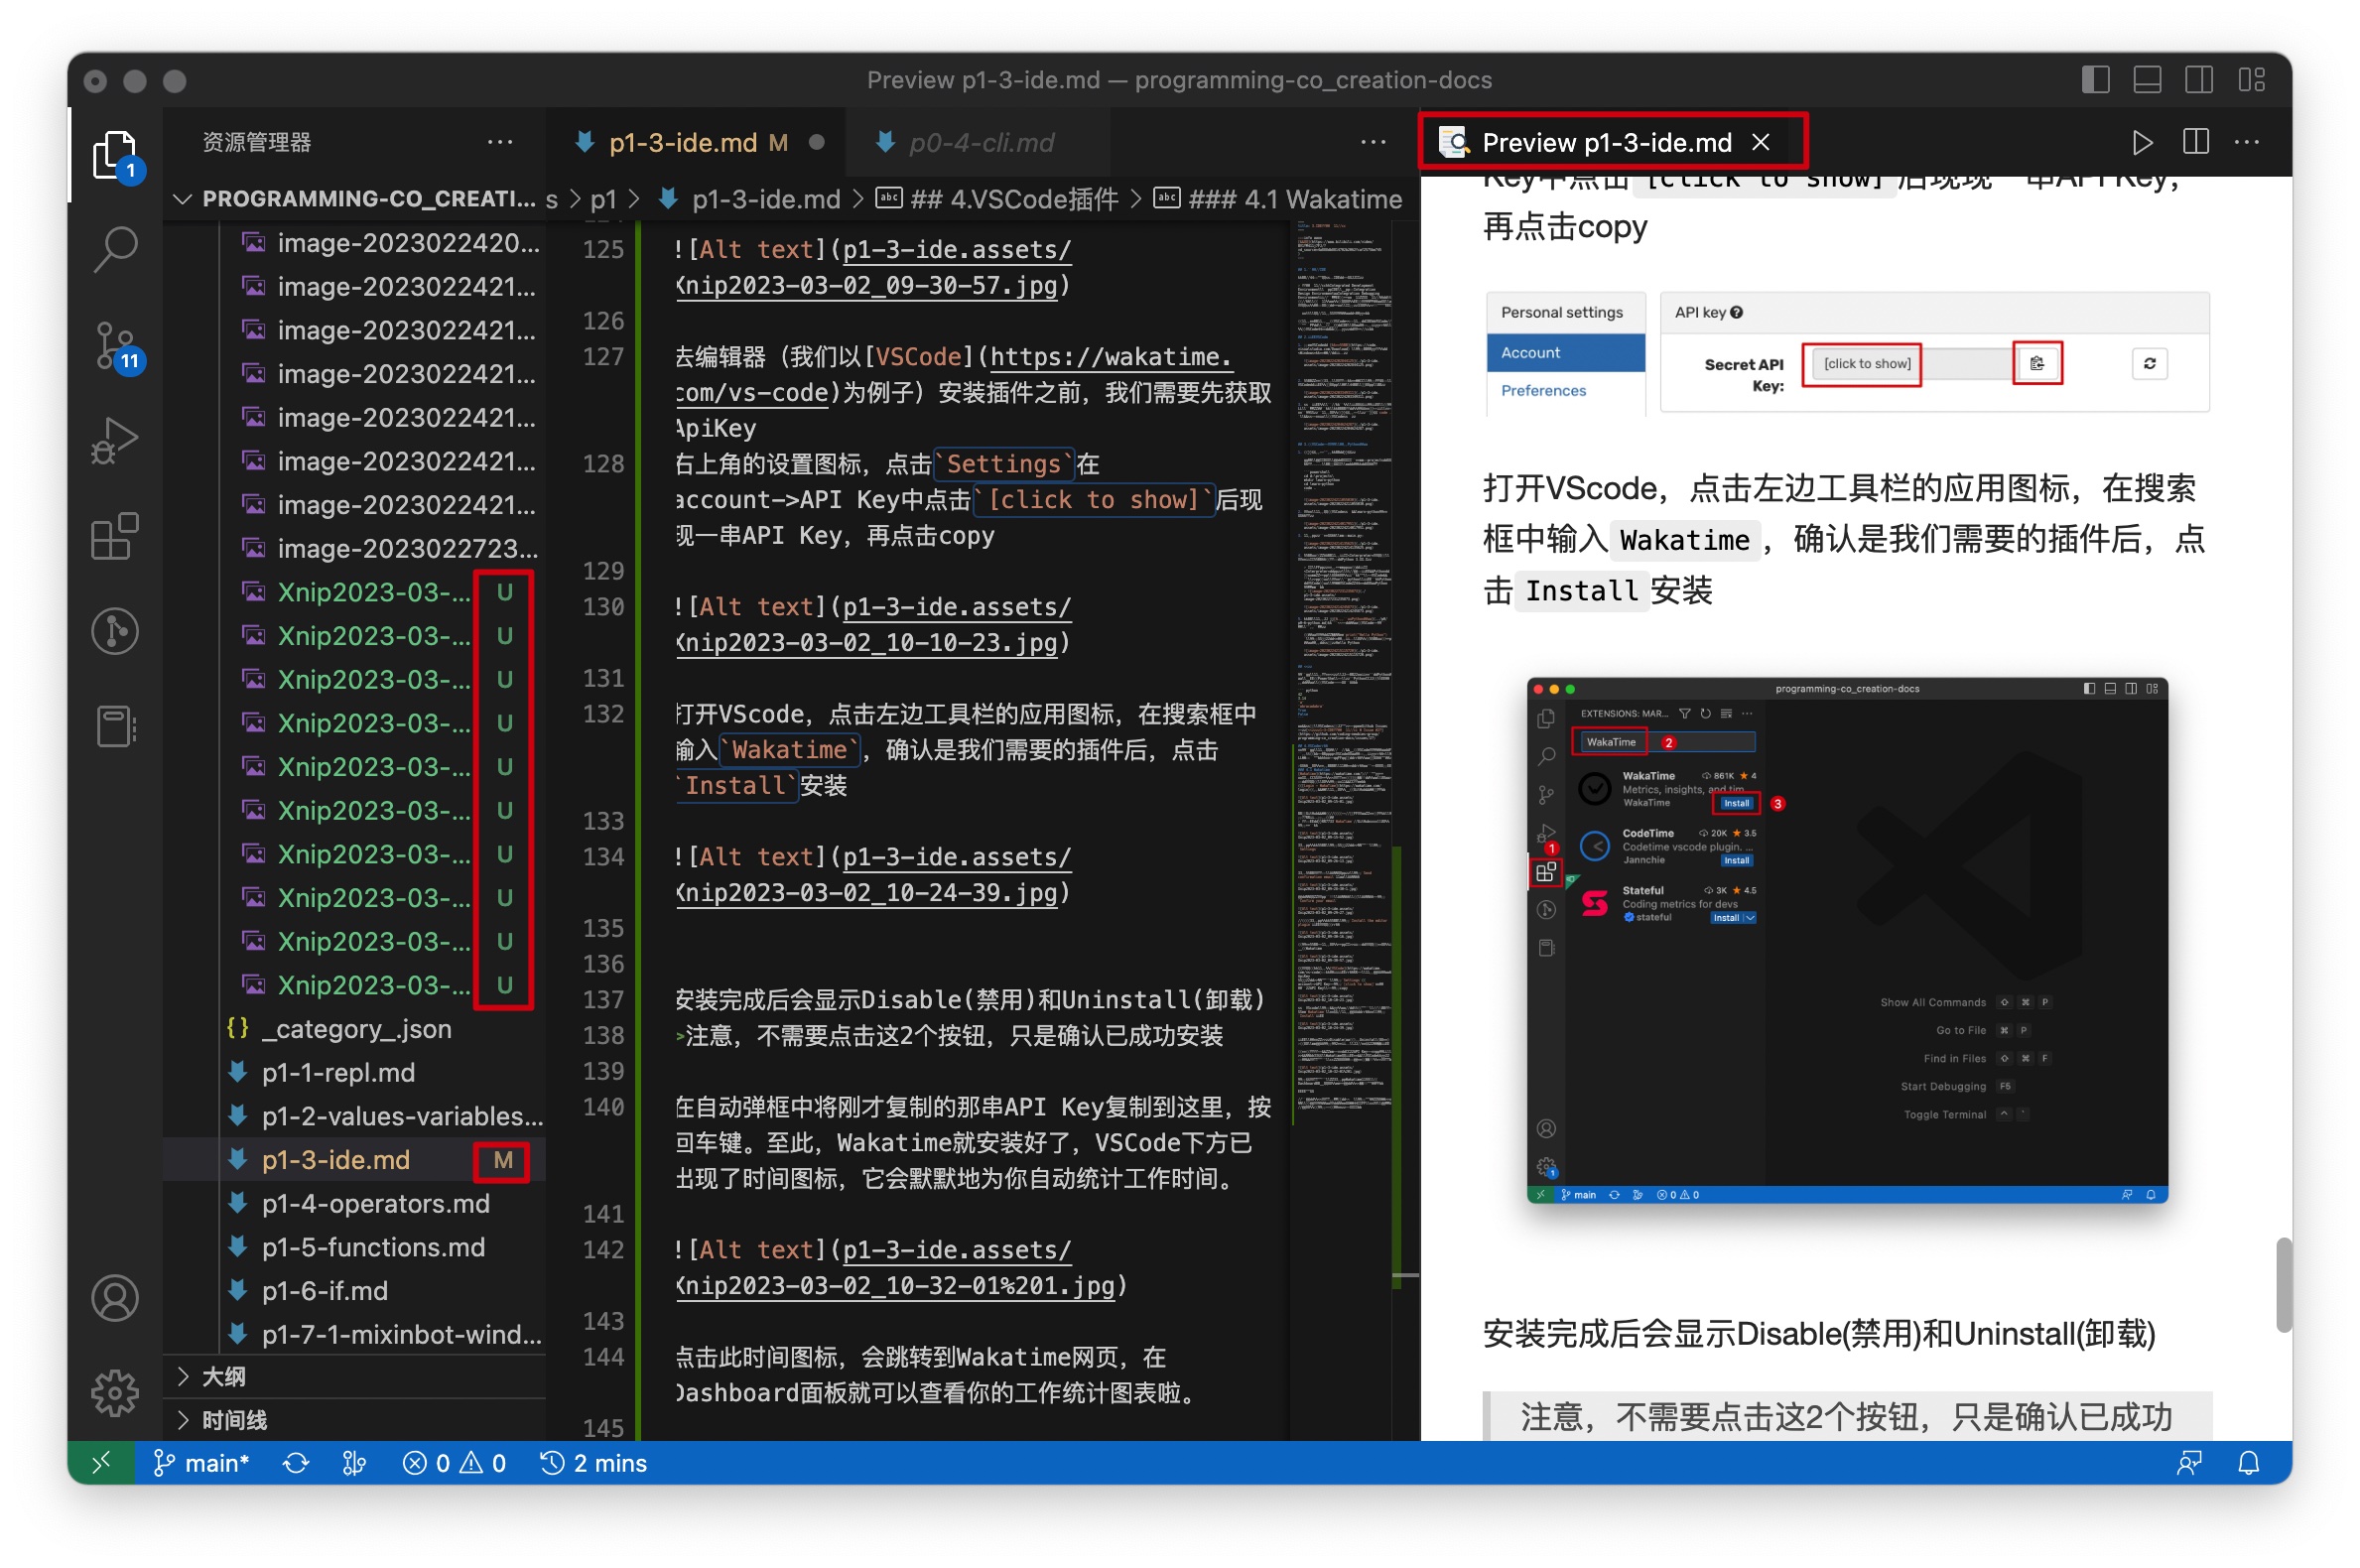 Preview p1-3-ide.md — programming-co_creation-docs
资源管理器
p1-3-ide.md M
p0-4-cli.md
Preview p1-3-ide.md
1
PROGRAMMING-CO_CREATI...
s > p1 > p1-3-ide.md > ## 4.VSCode插件 > ### 4.1 Wakatime
image-2023022420...
image-2023022421...
image-2023022421...
image-2023022421...
image-2023022421...
image-2023022421...
image-2023022421...
image-2023022723...
Xnip2023-03-... U
Xnip2023-03-... U
Xnip2023-03-... U
Xnip2023-03-... U
Xnip2023-03-... U
Xnip2023-03-... U
Xnip2023-03-... U
Xnip2023-03-... U
Xnip2023-03-... U
Xnip2023-03-... U
_category_.json
p1-1-repl.md
p1-2-values-variables...
p1-3-ide.md M
p1-4-operators.md
p1-5-functions.md
p1-6-if.md
p1-7-1-mixinbot-wind...
大纲
时间线
11
125 ![Alt text](p1-3-ide.assets/
Xnip2023-03-02_09-30-57.jpg)
126
127 去编辑器（我们以[VSCode](https://wakatime.
com/vs-code)为例子）安装插件之前，我们需要先获取
ApiKey
128 右上角的设置图标，点击`Settings`在
account->API Key中点击`[click to show]`后现
现一串API Key，再点击copy
129
130 ![Alt text](p1-3-ide.assets/
Xnip2023-03-02_10-10-23.jpg)
131
132 打开VScode，点击左边工具栏的应用图标，在搜索框中
输入`Wakatime`，确认是我们需要的插件后，点击
`Install`安装
133
134 ![Alt text](p1-3-ide.assets/
Xnip2023-03-02_10-24-39.jpg)
135
136
137 安装完成后会显示Disable(禁用)和Uninstall(卸载)
138 >注意，不需要点击这2个按钮，只是确认已成功安装
139
140 在自动弹框中将刚才复制的那串API Key复制到这里，按
回车键。至此，Wakatime就安装好了，VSCode下方已
出现了时间图标，它会默默地为你自动统计工作时间。
141
142 ![Alt text](p1-3-ide.assets/
Xnip2023-03-02_10-32-01%201.jpg)
143
144 点击此时间图标，会跳转到Wakatime网页，在
Dashboard面板就可以查看你的工作统计图表啦。
145
Key中点击 [click to show] 后现现一串API Key，
再点击copy
Personal settings
Account
Preferences
API key
Secret API
Key:
[click to show]
打开VScode，点击左边工具栏的应用图标，在搜索
框中输入 Wakatime ，确认是我们需要的插件后，点
击 Install 安装
programming-co_creation-docs
EXTENSIONS: MAR...
WakaTime 2
WakaTime 861K ★ 4
Metrics, insights, and tim...
WakaTime Install 3
CodeTime 20K ★ 3.5
Codetime vscode plugin. ...
Jannchie Install
1
Stateful 3K ★ 4.5
Coding metrics for devs
stateful Install
Show All Commands ⇧ ⌘ P
Go to File ⌘ P
Find in Files ⇧ ⌘ F
Start Debugging F5
Toggle Terminal ^ `
1
main 0 0
安装完成后会显示Disable(禁用)和Uninstall(卸载)
注意，不需要点击这2个按钮，只是确认已成功
main* 0 0 2 mins